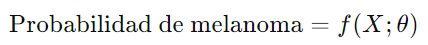 Probabilidad de melanoma = f(X; θ)